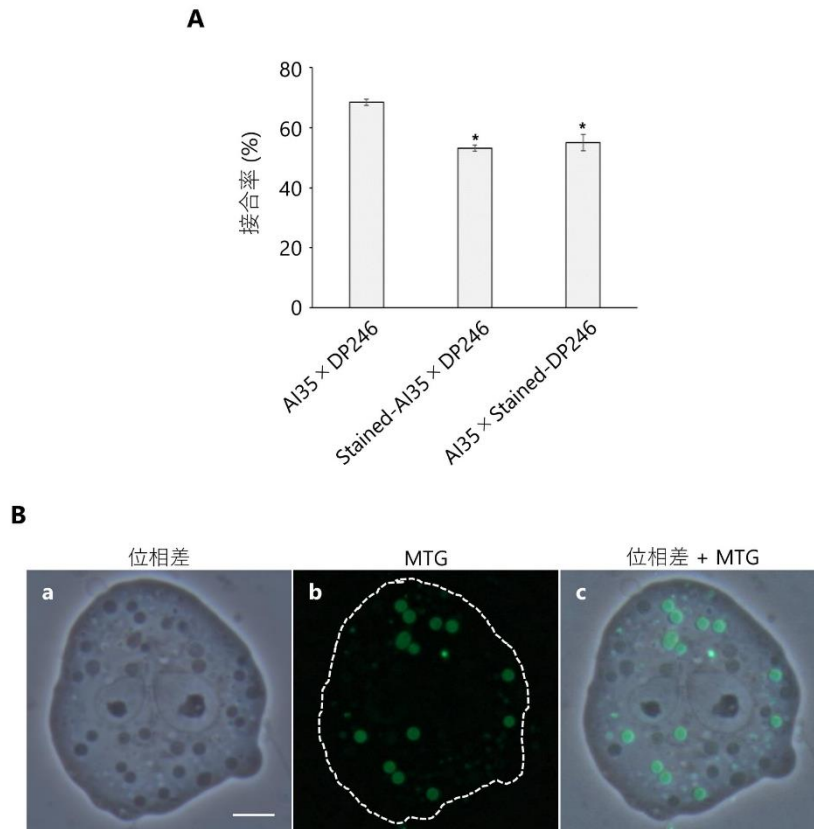 A
80
60
40
20
0
接合率 (%)
*
*
AI35×DP246
Stained-AI35×DP246
AI35×Stained-DP246
B
位相差
MTG
位相差 + MTG
a
b
c